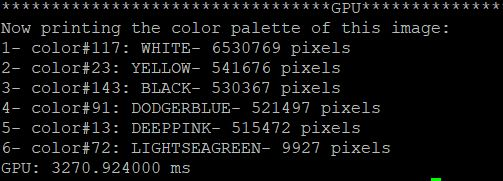 **********************************GPU**************
Now printing the color palette of this image:
1- color#117: WHITE- 6530769 pixels
2- color#23: YELLOW- 541676 pixels
3- color#143: BLACK- 530367 pixels
4- color#91: DODGERBLUE- 521497 pixels
5- color#13: DEEPPINK- 515472 pixels
6- color#72: LIGHTSEAGREEN- 9927 pixels
GPU: 3270.924000 ms